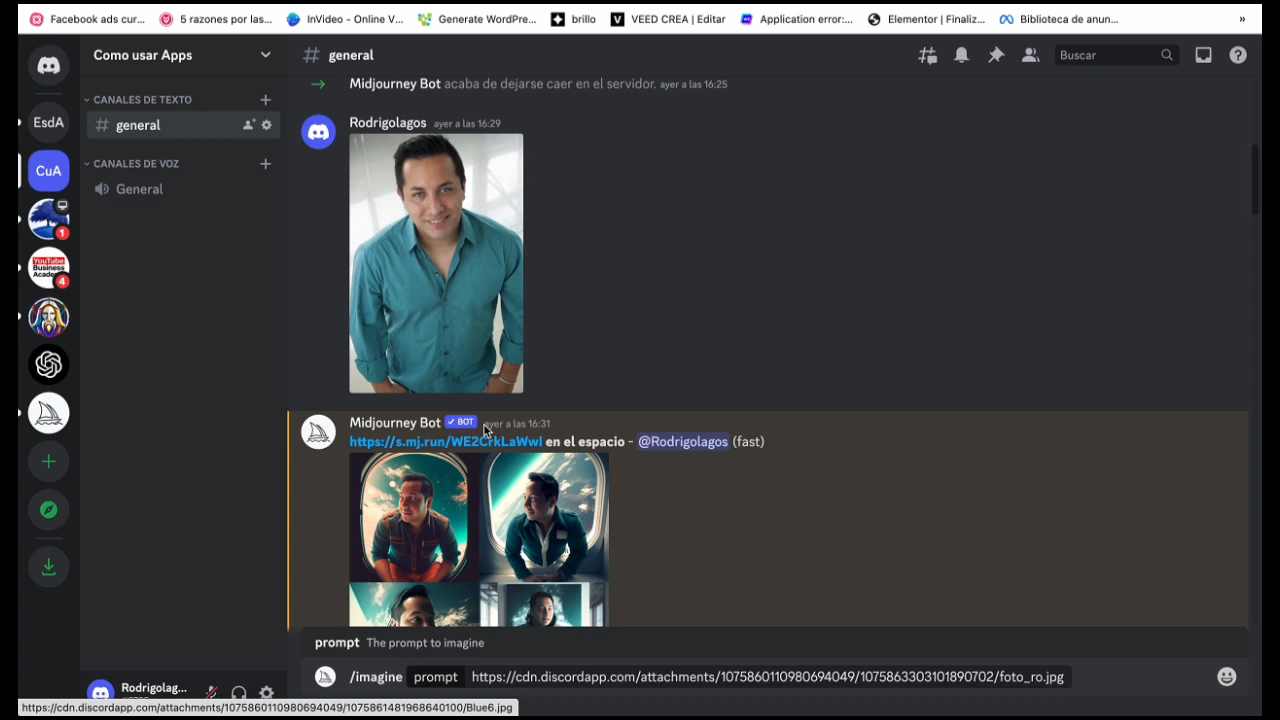 Facebook ads cur... 5 razones por las... InVideo - Online V... Generate WordPre... brillo VEED CREA | Editar Application error:... Elementor | Finaliz... Biblioteca de anun... »
Como usar Apps
CANALES DE TEXTO
general
CANALES DE VOZ
General
EsdA
CuA
1
YouTube
Business
4
Rodrigolag...
# general
Buscar
Midjourney Bot acaba de dejarse caer en el servidor. ayer a las 16:25
Rodrigolagos ayer a las 16:29
Midjourney Bot BOT ayer a las 16:31
https://s.mj.run/WE2CrkLaWwI en el espacio - @Rodrigolagos (fast)
prompt The prompt to imagine
/imagine prompt https://cdn.discordapp.com/attachments/1075860110980694049/1075863303101890702/foto_ro.jpg
https://cdn.discordapp.com/attachments/1075860110980694049/1075861481968640100/Blue6.jpg